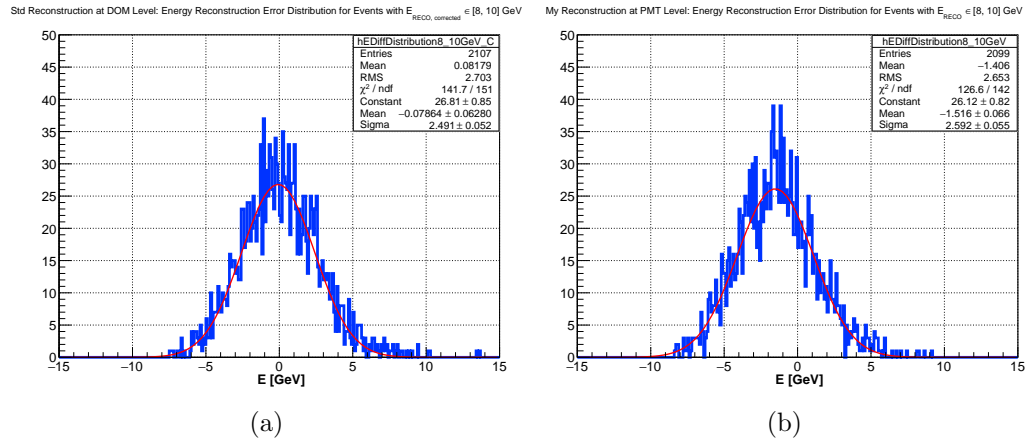 Std Reconstruction at DOM Level: Energy Reconstruction Error Distribution for Events with E_RECO, corrected ∈ [8, 10] GeV
50
45
40
35
30
25
20
15
10
5
0
−15
−10
−5
0
5
10
15
E [GeV]
hEDiffDistribution8_10GeV_C
Entries 2107
Mean 0.08179
RMS 2.703
χ² / ndf 141.7 / 151
Constant 26.81 ± 0.85
Mean −0.07864 ± 0.06280
Sigma 2.491 ± 0.052
(a)
My Reconstruction at PMT Level: Energy Reconstruction Error Distribution for Events with E_RECO ∈ [8, 10] GeV
50
45
40
35
30
25
20
15
10
5
0
−15
−10
−5
0
5
10
15
E [GeV]
hEDiffDistribution8_10GeV
Entries 2099
Mean −1.406
RMS 2.653
χ² / ndf 126.6 / 142
Constant 26.12 ± 0.82
Mean −1.516 ± 0.066
Sigma 2.592 ± 0.055
(b)